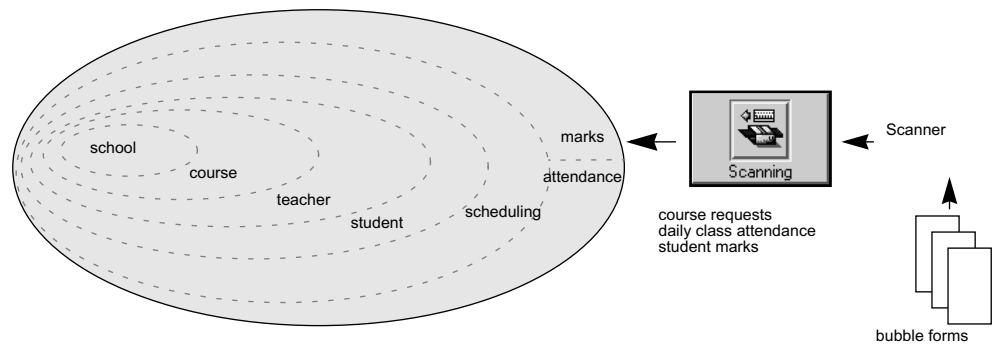 school
course
teacher
student
scheduling
marks
attendance
Scanning
Scanner
course requests
daily class attendance
student marks
bubble forms